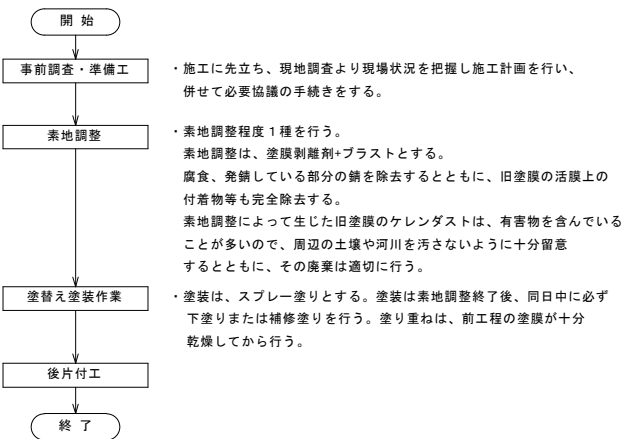 開 始
事前調査・準備工
・施工に先立ち、現地調査より現場状況を把握し施工計画を行い、
併せて必要協議の手続きをする。
素地調整
・素地調整程度１種を行う。
素地調整は、塗膜剥離剤+ブラストとする。
腐食、発錆している部分の錆を除去するとともに、旧塗膜の活膜上の
付着物等も完全除去する。
素地調整によって生じた旧塗膜のケレンダストは、有害物を含んでいる
ことが多いので、周辺の土壌や河川を汚さないように十分留意
するとともに、その廃棄は適切に行う。
塗替え塗装作業
・塗装は、スプレー塗りとする。塗装は素地調整終了後、同日中に必ず
下塗りまたは補修塗りを行う。塗り重ねは、前工程の塗膜が十分
乾燥してから行う。
後片付工
終 了